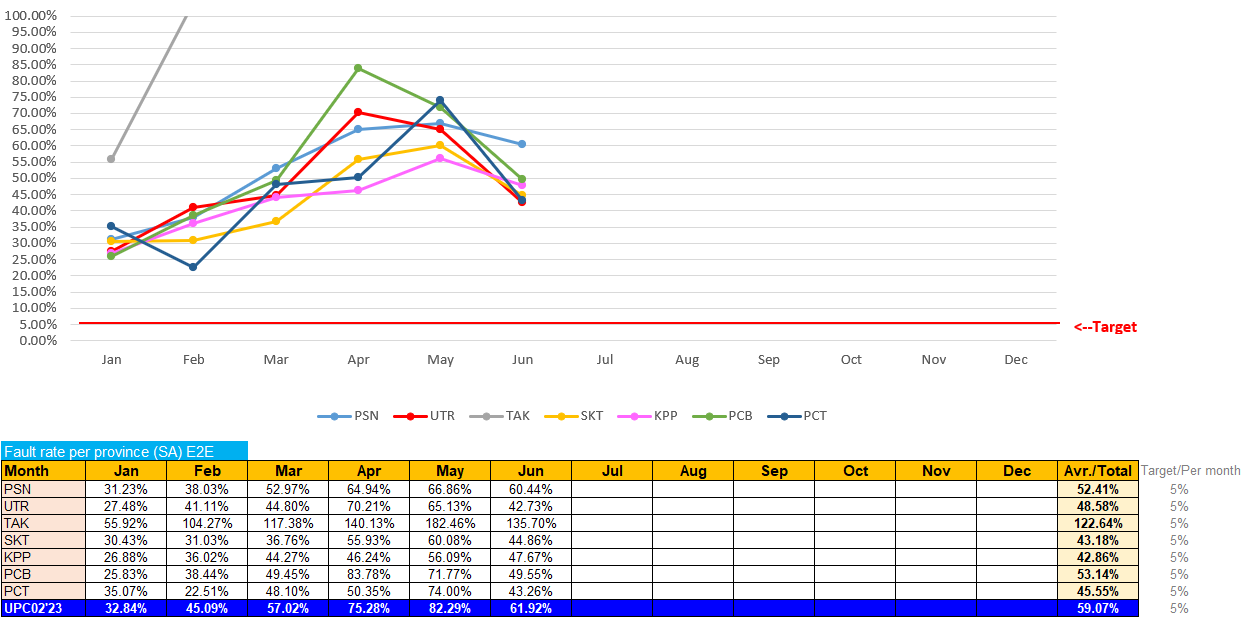 100.00%
95.00%
90.00%
85.00%
80.00%
75.00%
70.00%
65.00%
60.00%
55.00%
50.00%
45.00%
40.00%
35.00%
30.00%
25.00%
20.00%
15.00%
10.00%
5.00%
0.00%
<--Target
Jan Feb Mar Apr May Jun Jul Aug Sep Oct Nov Dec
PSN UTR TAK SKT KPP PCB PCT
Fault rate per province (SA) E2E
Month Jan Feb Mar Apr May Jun Jul Aug Sep Oct Nov Dec Avr./Total Target/Per month
PSN 31.23% 38.03% 52.97% 64.94% 66.86% 60.44% 52.41% 5%
UTR 27.48% 41.11% 44.80% 70.21% 65.13% 42.73% 48.58% 5%
TAK 55.92% 104.27% 117.38% 140.13% 182.46% 135.70% 122.64% 5%
SKT 30.43% 31.03% 36.76% 55.93% 60.08% 44.86% 43.18% 5%
KPP 26.88% 36.02% 44.27% 46.24% 56.09% 47.67% 42.86% 5%
PCB 25.83% 38.44% 49.45% 83.78% 71.77% 49.55% 53.14% 5%
PCT 35.07% 22.51% 48.10% 50.35% 74.00% 43.26% 45.55% 5%
UPC02'23 32.84% 45.09% 57.02% 75.28% 82.29% 61.92% 59.07% 5%